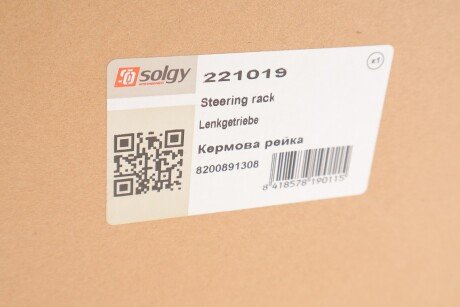 solgy
221019
x1
Steering rack
Lenkgetriebe
Кермова рейка
8200891308
8 418578 190115